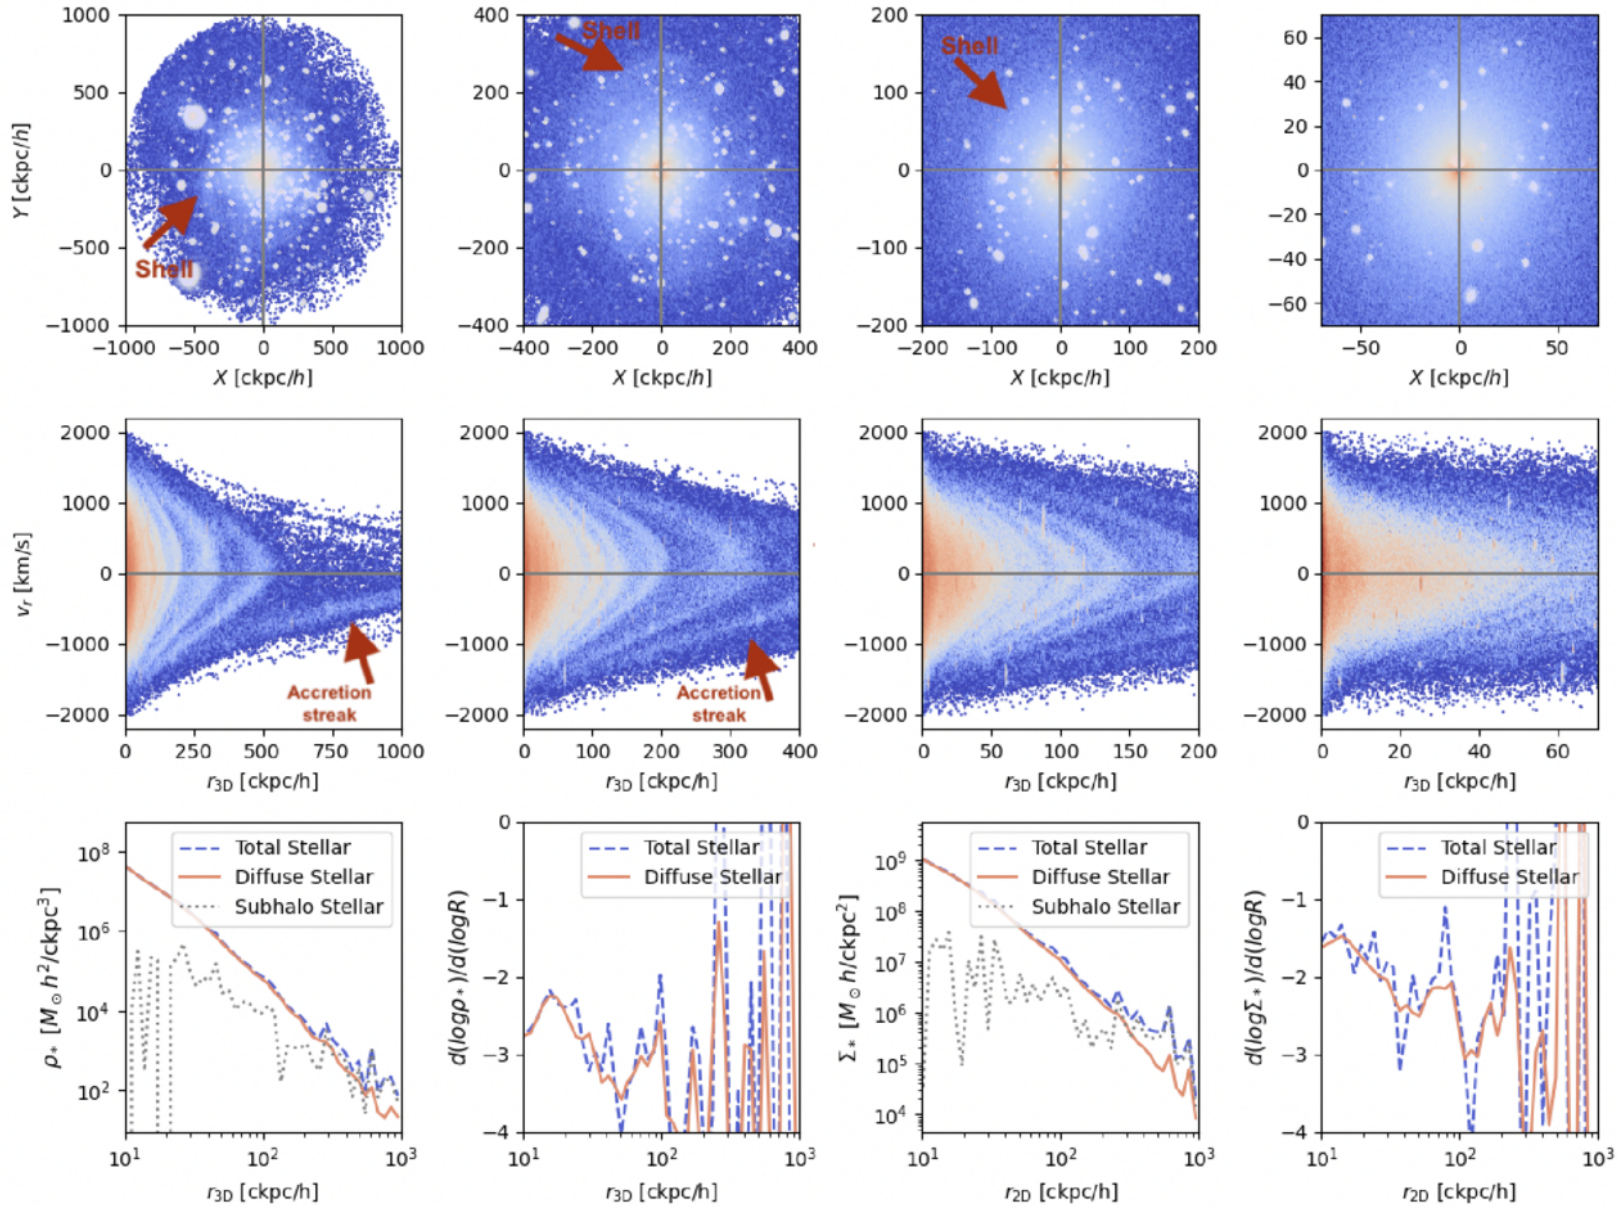 1000
500
0
−500
−1000
Y [ckpc/h]
Shell
−1000 −500 0 500 1000
X [ckpc/h]
400
200
0
−200
−400
Shell
−400 −200 0 200 400
X [ckpc/h]
200
100
0
−100
−200
Shell
−200 −100 0 100 200
X [ckpc/h]
60
40
20
0
−20
−40
−60
−50 0 50
X [ckpc/h]
2000
1000
0
−1000
−2000
v_r [km/s]
Accretion
streak
0 250 500 750 1000
r_3D [ckpc/h]
2000
1000
0
−1000
−2000
Accretion
streak
0 100 200 300 400
r_3D [ckpc/h]
2000
1000
0
−1000
−2000
0 50 100 150 200
r_3D [ckpc/h]
2000
1000
0
−1000
−2000
0 20 40 60
r_3D [ckpc/h]
10^8
10^6
10^4
10^2
ρ_* [M_⊙ h^2/ckpc^3]
Total Stellar
Diffuse Stellar
Subhalo Stellar
10^1 10^2 10^3
r_3D [ckpc/h]
0
−1
−2
−3
−4
d(logρ_*)/d(logR)
Total Stellar
Diffuse Stellar
10^1 10^2 10^3
r_3D [ckpc/h]
10^9
10^8
10^7
10^6
10^5
10^4
Σ_* [M_⊙ h/ckpc^2]
Total Stellar
Diffuse Stellar
Subhalo Stellar
10^1 10^2 10^3
r_2D [ckpc/h]
0
−1
−2
−3
−4
d(logΣ_*)/d(logR)
Total Stellar
Diffuse Stellar
10^1 10^2 10^3
r_2D [ckpc/h]